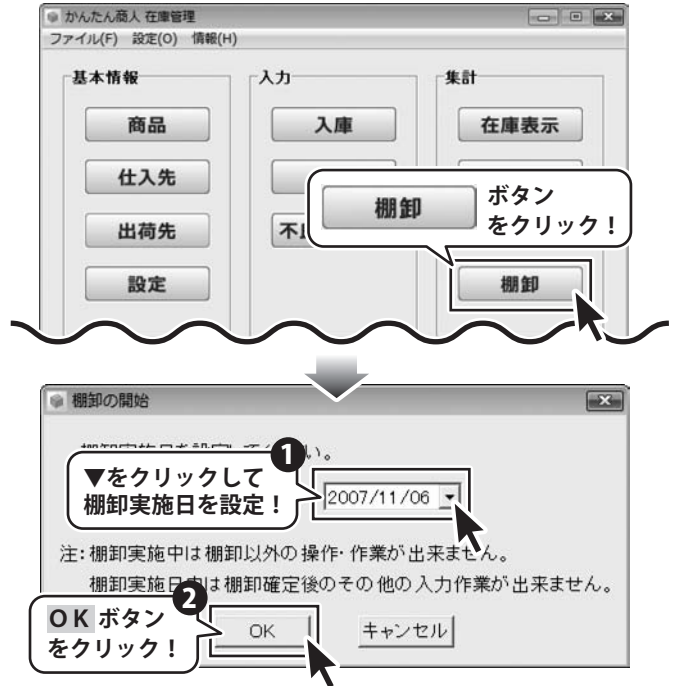 かんたん商人 在庫管理
ファイル(F) 設定(O) 情報(H)
基本情報
入力
集計
商品
入庫
在庫表示
仕入先
棚卸
ボタン
をクリック！
出荷先
不
設定
棚卸
棚卸の開始
い。
1
▼をクリックして
棚卸実施日を設定！
2007/11/06
注:棚卸実施中は棚卸以外の操作・作業が出来ません。
棚卸実施日中は棚卸確定後のその他の入力作業が出来ません。
2
OK ボタン
をクリック！
OK
キャンセル